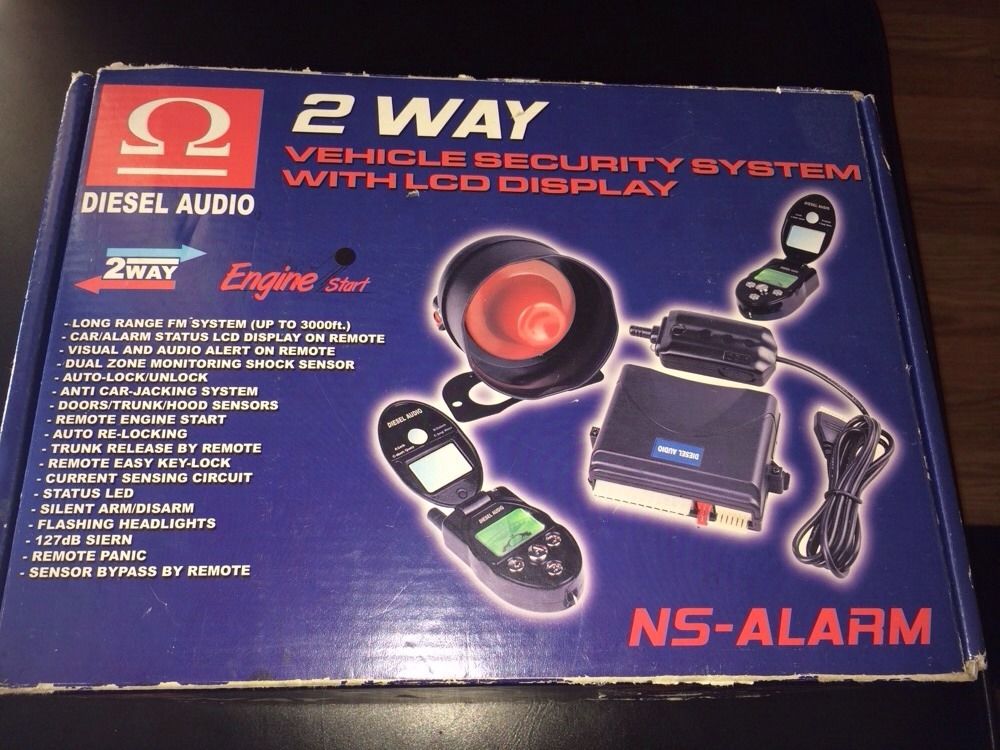 Ω
DIESEL AUDIO
2 WAY
VEHICLE SECURITY SYSTEM
WITH LCD DISPLAY
2WAY
Engine Start
- LONG RANGE FM SYSTEM (UP TO 3000ft.)
- CAR/ALARM STATUS LCD DISPLAY ON REMOTE
- VISUAL AND AUDIO ALERT ON REMOTE
- DUAL ZONE MONITORING SHOCK SENSOR
- AUTO-LOCK/UNLOCK
- ANTI CAR-JACKING SYSTEM
- DOORS/TRUNK/HOOD SENSORS
- REMOTE ENGINE START
- AUTO RE-LOCKING
- TRUNK RELEASE BY REMOTE
- REMOTE EASY KEY-LOCK
- CURRENT SENSING CIRCUIT
- STATUS LED
- SILENT ARM/DISARM
- FLASHING HEADLIGHTS
- 127dB SIERN
- REMOTE PANIC
- SENSOR BYPASS BY REMOTE
DIESEL AUDIO
DIESEL AUDIO
DIESEL AUDIO
NS-ALARM